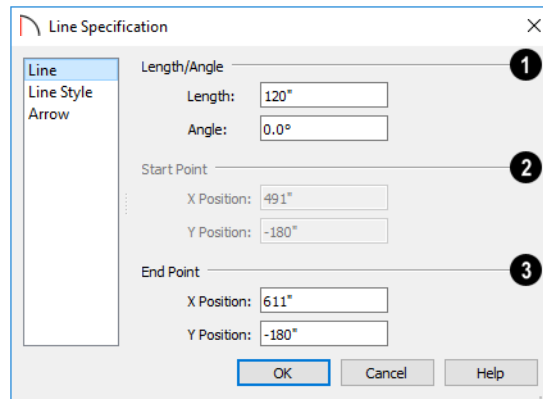 Line Specification
Line
Line Style
Arrow
Length/Angle
1
Length: 120"
Angle: 0.0°
Start Point
2
X Position: 491"
Y Position: -180"
End Point
3
X Position: 611"
Y Position: -180"
OK Cancel Help